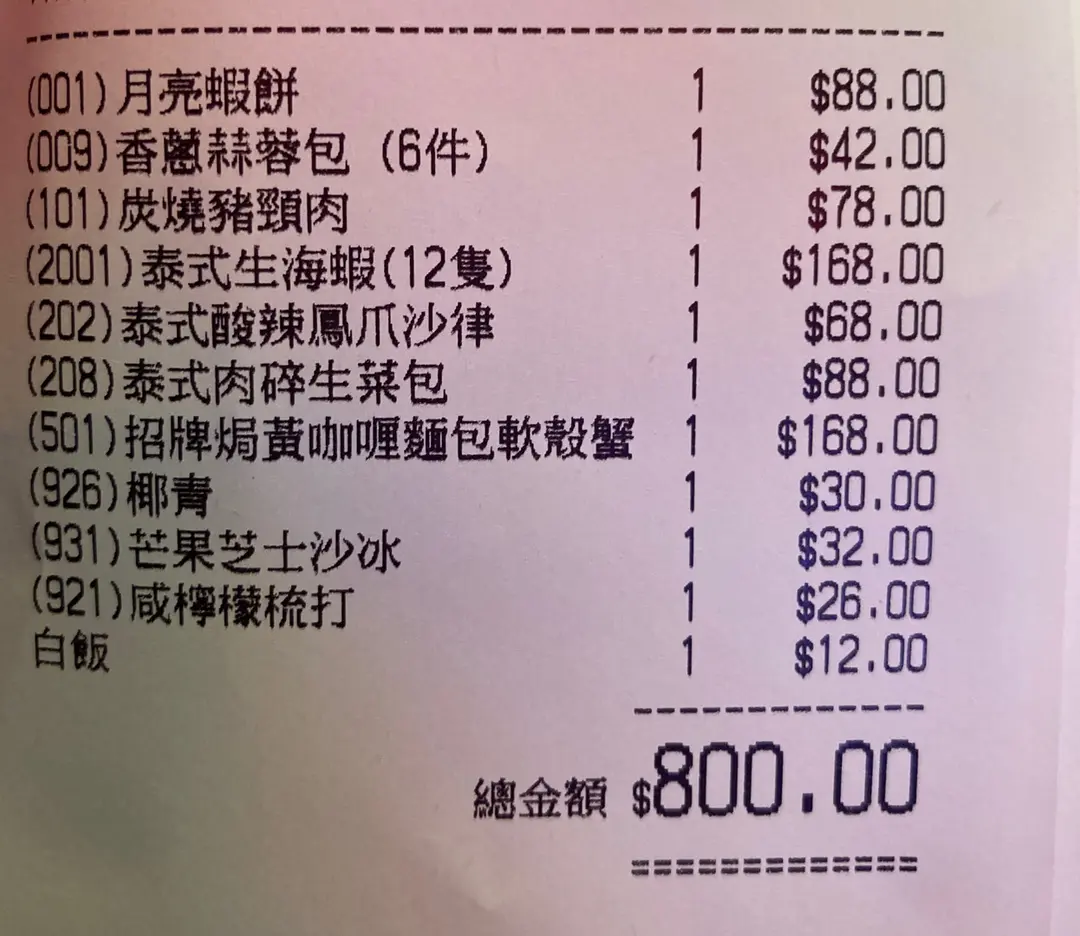 (001)月亮蝦餅 1 $88.00
(009)香蔥蒜蓉包 (6件) 1 $42.00
(101)炭燒豬頸肉 1 $78.00
(2001)泰式生海蝦(12隻) 1 $168.00
(202)泰式酸辣鳳爪沙律 1 $68.00
(208)泰式肉碎生菜包 1 $88.00
(501)招牌焗黃咖喱麵包軟殼蟹 1 $168.00
(926)椰青 1 $30.00
(931)芒果芝士沙冰 1 $32.00
(921)咸檸檬梳打 1 $26.00
白飯 1 $12.00
總金額 $800.00